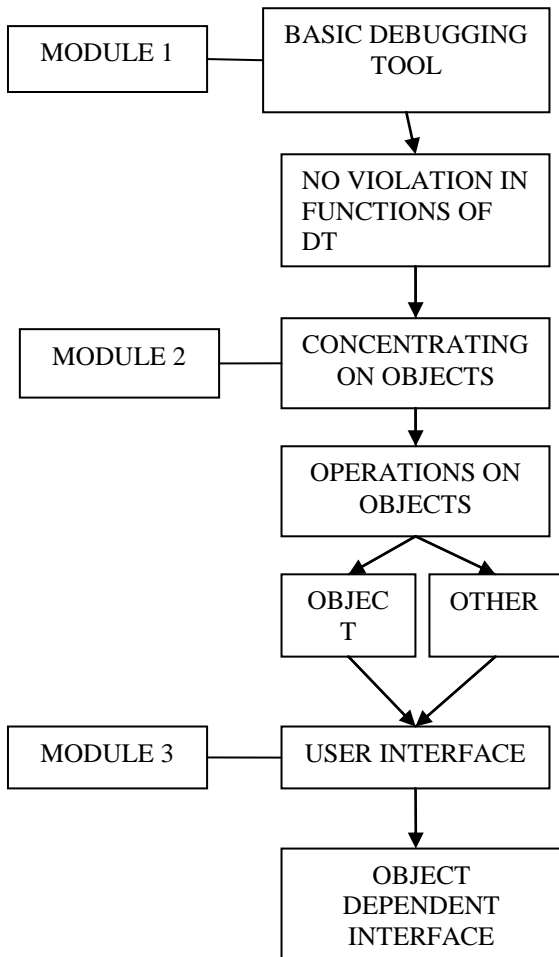 MODULE 1
BASIC DEBUGGING
TOOL
NO VIOLATION IN
FUNCTIONS OF
DT
MODULE 2
CONCENTRATING
ON OBJECTS
OPERATIONS ON
OBJECTS
OBJEC
T
OTHER
MODULE 3
USER INTERFACE
OBJECT
DEPENDENT
INTERFACE